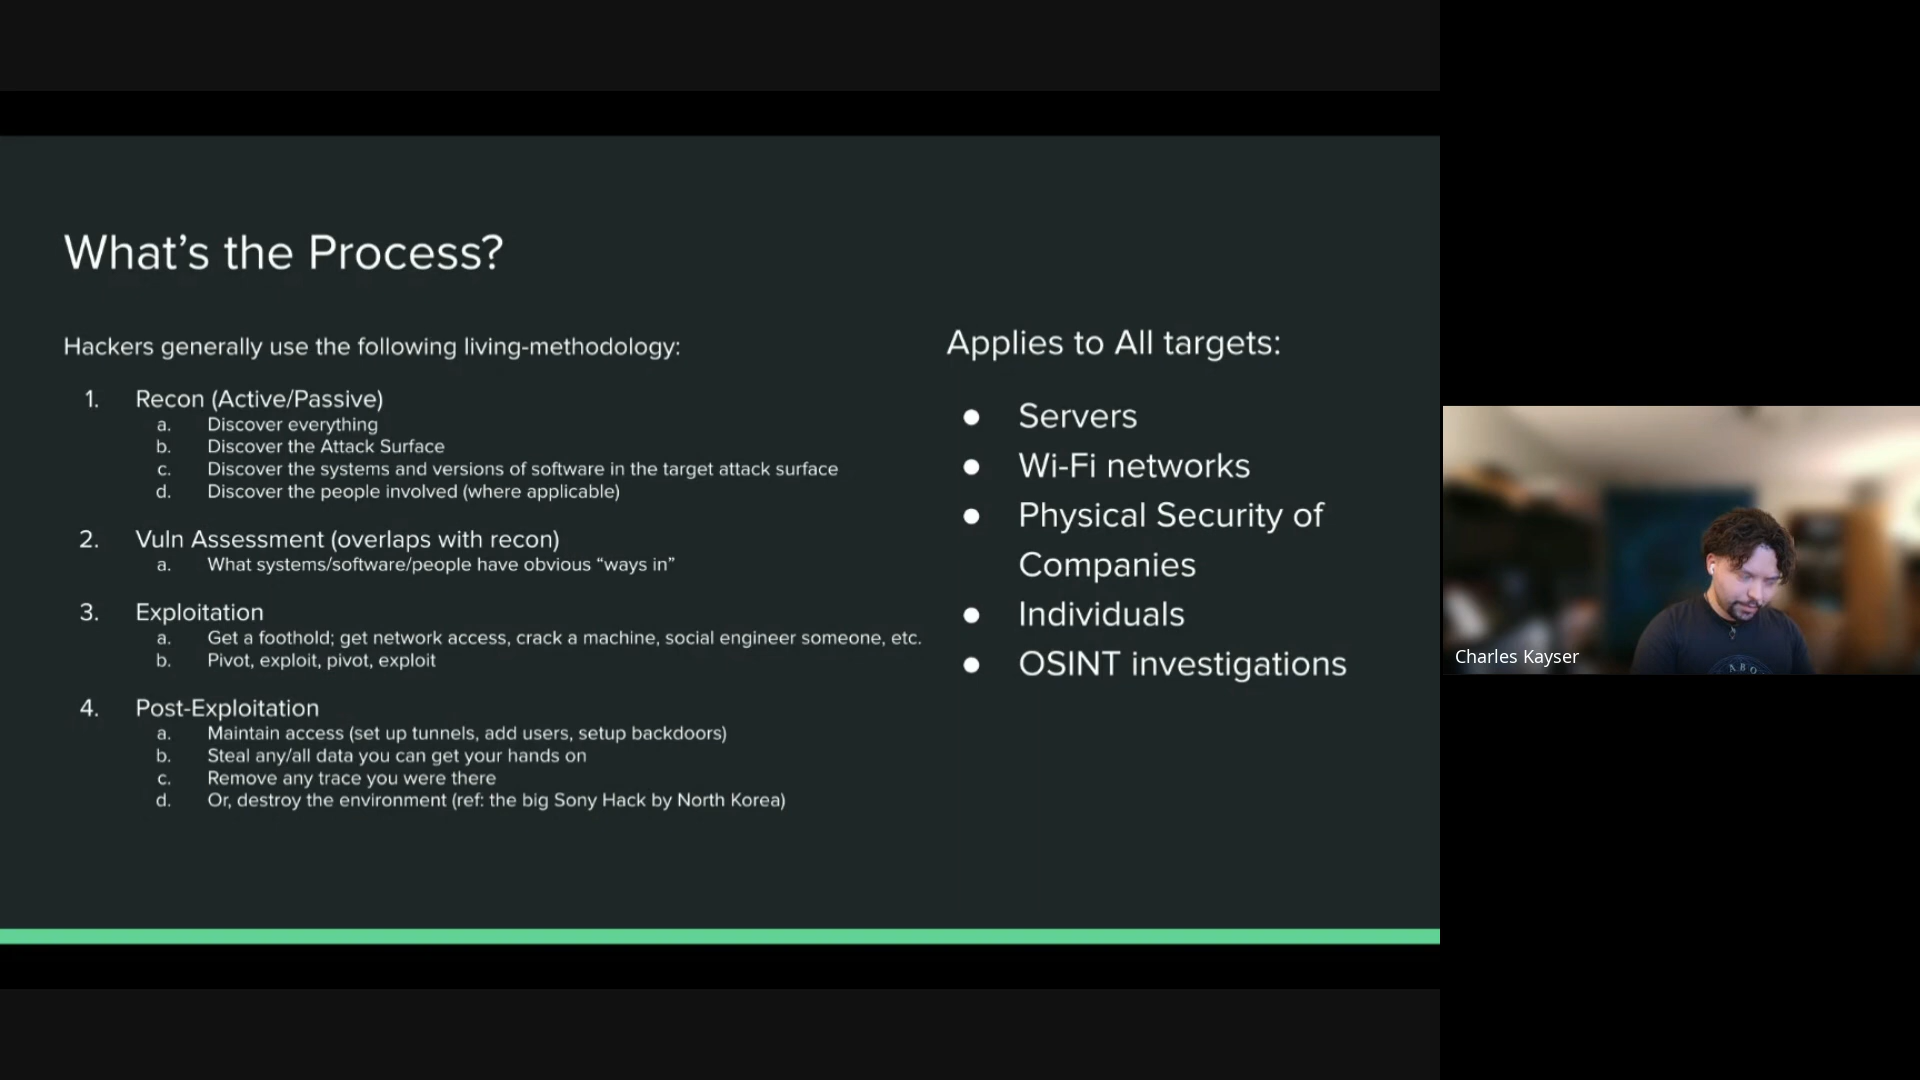 What’s the Process?
Hackers generally use the following living-methodology:
1. Recon (Active/Passive)
a. Discover everything
b. Discover the Attack Surface
c. Discover the systems and versions of software in the target attack surface
d. Discover the people involved (where applicable)
2. Vuln Assessment (overlaps with recon)
a. What systems/software/people have obvious “ways in”
3. Exploitation
a. Get a foothold; get network access, crack a machine, social engineer someone, etc.
b. Pivot, exploit, pivot, exploit
4. Post-Exploitation
a. Maintain access (set up tunnels, add users, setup backdoors)
b. Steal any/all data you can get your hands on
c. Remove any trace you were there
d. Or, destroy the environment (ref: the big Sony Hack by North Korea)
Applies to All targets:
● Servers
● Wi-Fi networks
● Physical Security of
Companies
● Individuals
● OSINT investigations
Charles Kayser